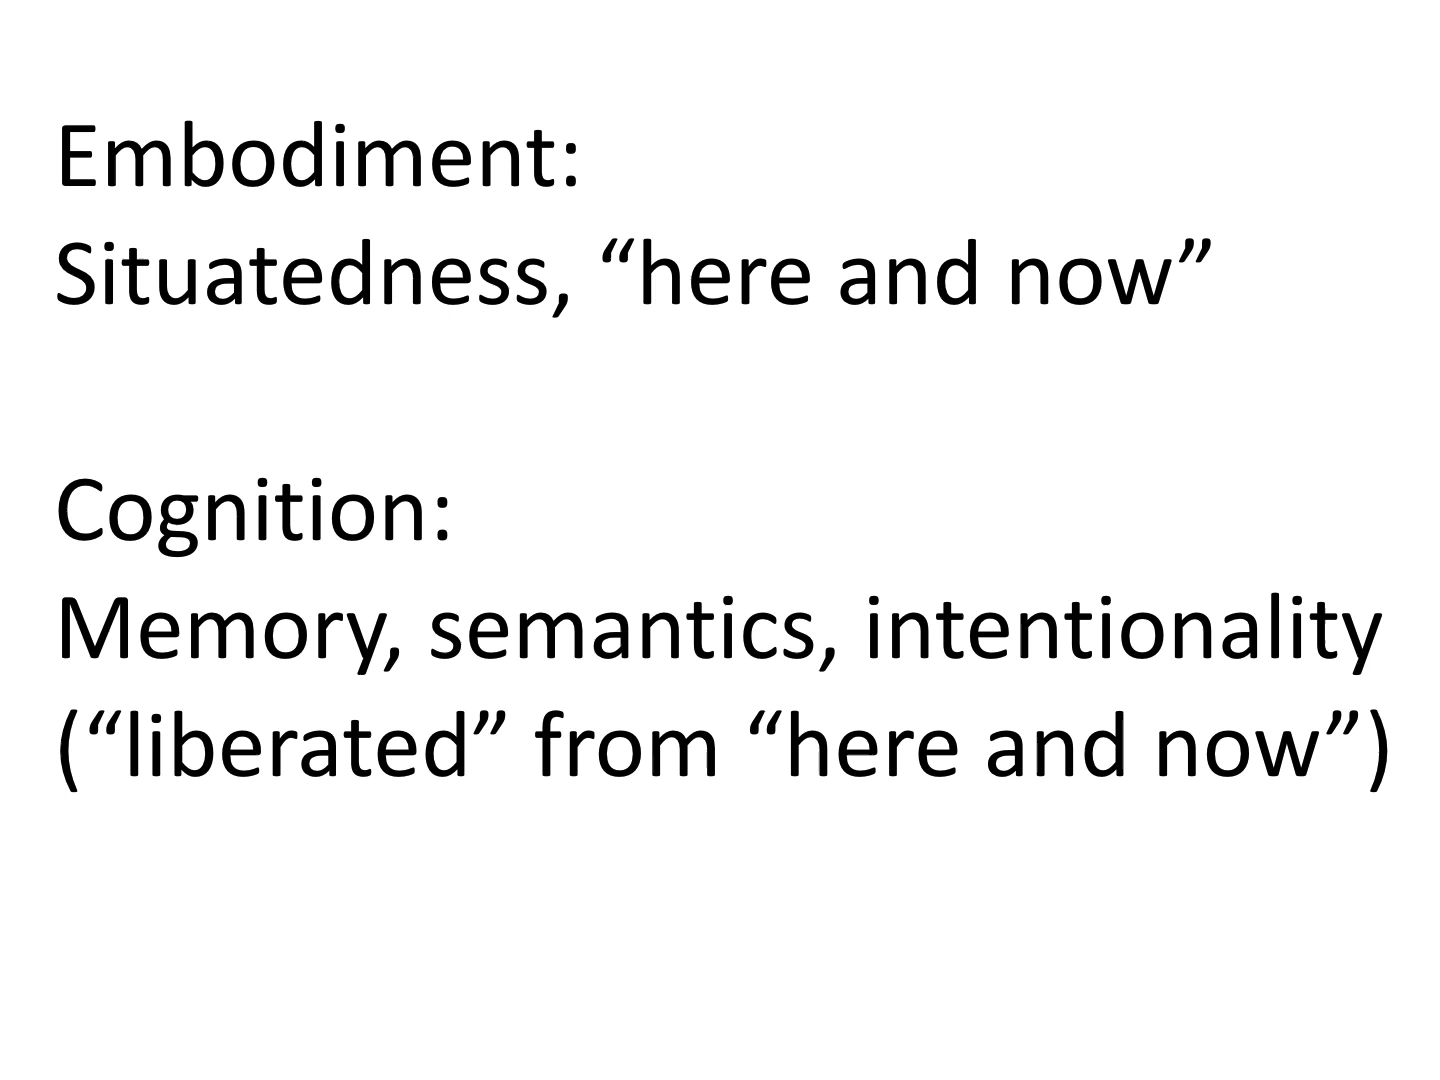 Embodiment:
Situatedness, “here and now”
Cognition:
Memory, semantics, intentionality
(“liberated” from “here and now”)